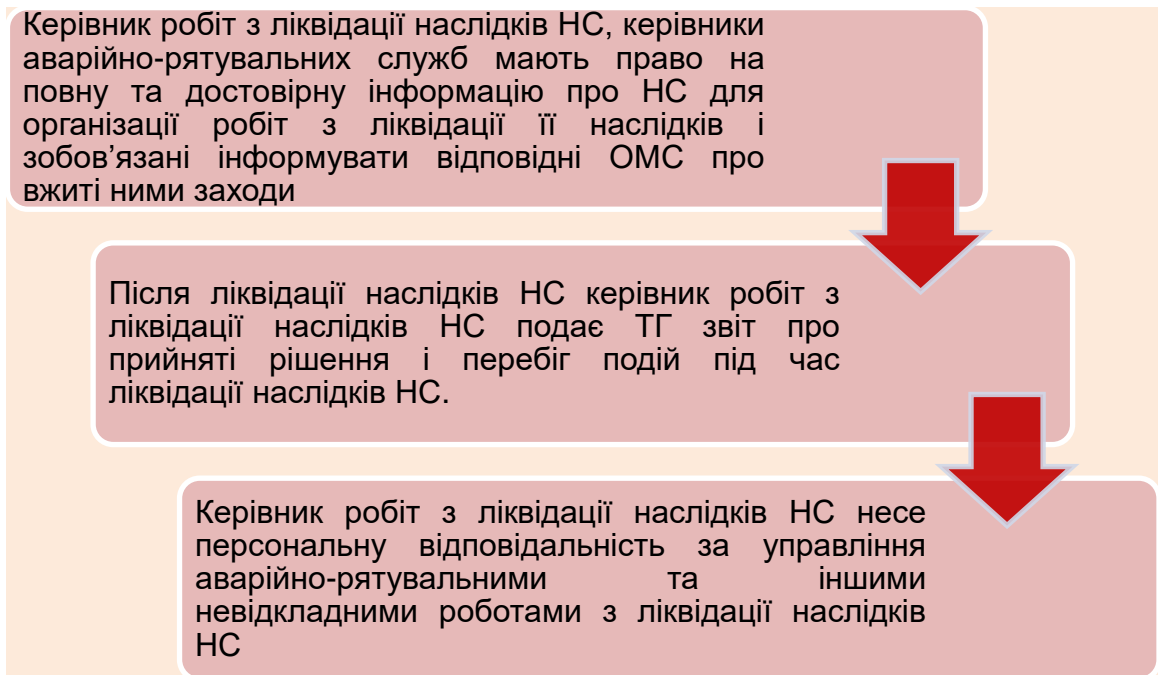 Керівник робіт з ліквідації наслідків НС, керівники
аварійно-рятувальних служб мають право на
повну та достовірну інформацію про НС для
організації робіт з ліквідації її наслідків і
зобов’язані інформувати відповідні ОМС про
вжиті ними заходи
Після ліквідації наслідків НС керівник робіт з
ліквідації наслідків НС подає ТГ звіт про
прийняті рішення і перебіг подій під час
ліквідації наслідків НС.
Керівник робіт з ліквідації наслідків НС несе
персональну відповідальність за управління
аварійно-рятувальними та іншими
невідкладними роботами з ліквідації наслідків
НС